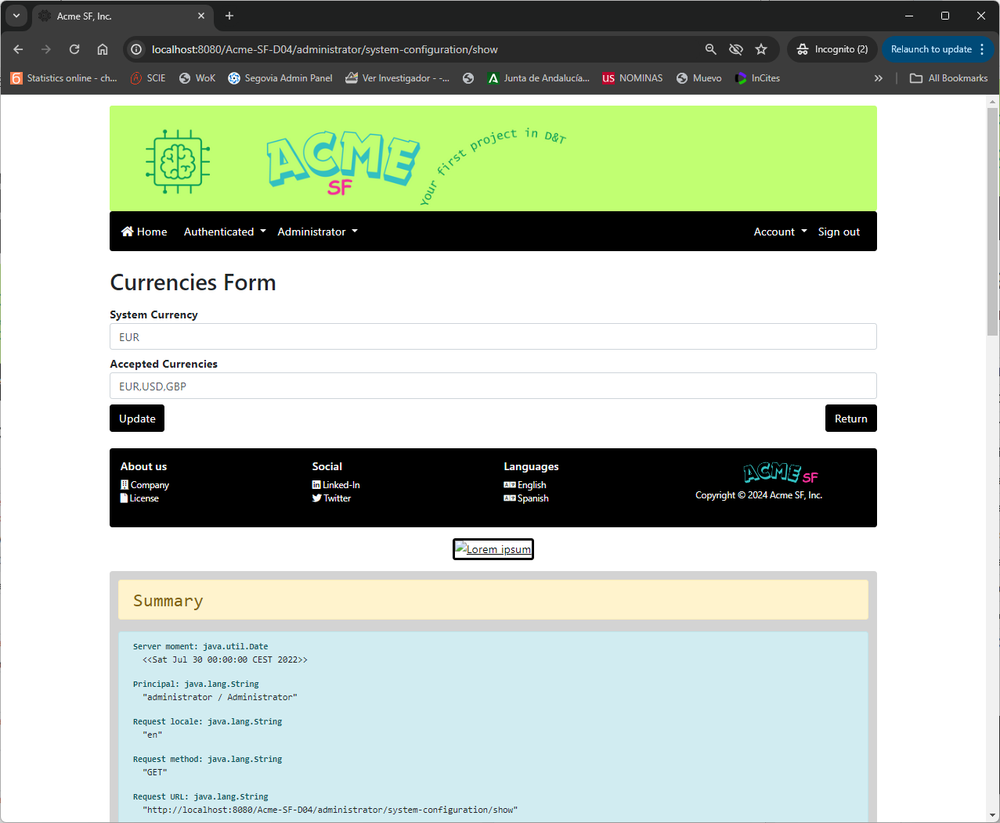 Acme SF, Inc.
localhost:8080/Acme-SF-D04/administrator/system-configuration/show
Incognito (2)
Relaunch to update
Statistics online - ch...
SCIE
WoK
Segovia Admin Panel
Ver Investigador - -...
Junta de Andalucía...
US NOMINAS
Muevo
InCites
All Bookmarks
ACME
SF
Your first project in D&T
Home
Authenticated
Administrator
Account
Sign out
Currencies Form
System Currency
EUR
Accepted Currencies
EUR,USD,GBP
Update
Return
About us
Company
License
Social
Linked-In
Twitter
Languages
English
Spanish
ACME SF
Copyright © 2024 Acme SF, Inc.
Lorem ipsum
Summary
Server moment: java.util.Date
<<Sat Jul 30 00:00:00 CEST 2022>>
Principal: java.lang.String
"administrator / Administrator"
Request locale: java.lang.String
"en"
Request method: java.lang.String
"GET"
Request URL: java.lang.String
"http://localhost:8080/Acme-SF-D04/administrator/system-configuration/show"